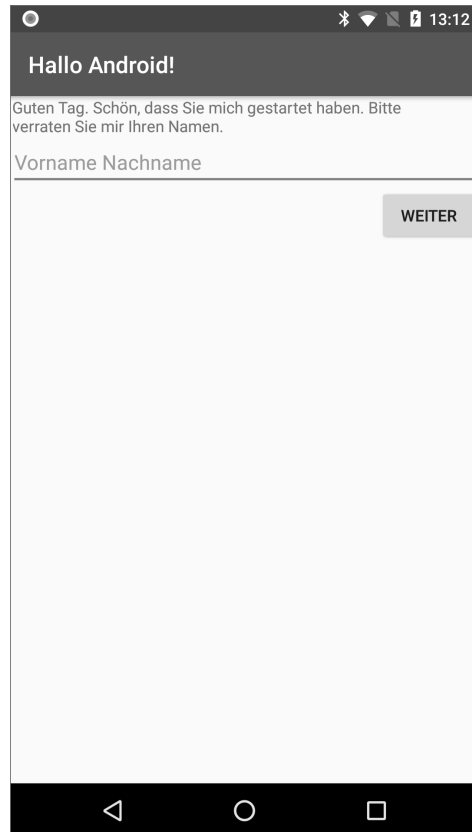 13:12
Hallo Android!
Guten Tag. Schön, dass Sie mich gestartet haben. Bitte
verraten Sie mir Ihren Namen.
Vorname Nachname
WEITER